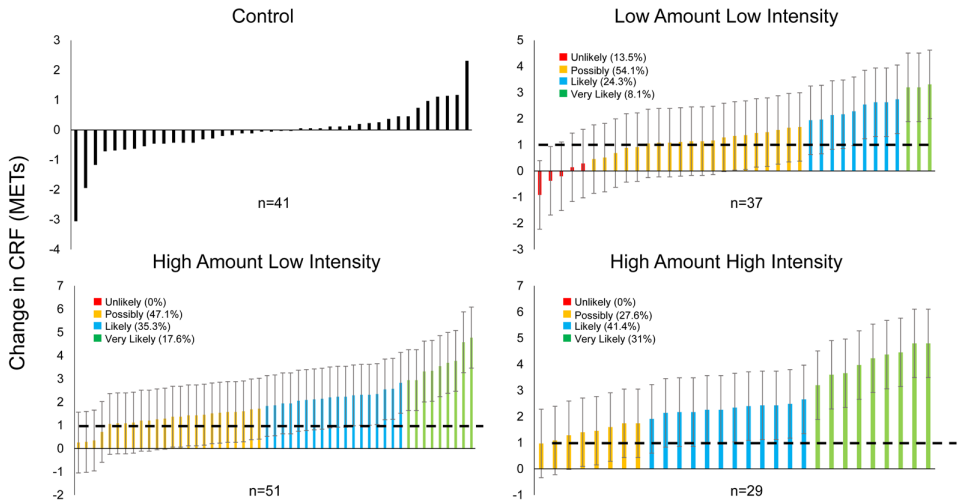 Control
Low Amount Low Intensity
Change in CRF (METs)
3
2
1
0
-1
-2
-3
-4
n=41
5
4
3
2
1
0
-1
-2
-3
Unlikely (13.5%)
Possibly (54.1%)
Likely (24.3%)
Very Likely (8.1%)
n=37
High Amount Low Intensity
High Amount High Intensity
7
6
5
4
3
2
1
0
-1
-2
Unlikely (0%)
Possibly (47.1%)
Likely (35.3%)
Very Likely (17.6%)
n=51
7
6
5
4
3
2
1
0
-1
Unlikely (0%)
Possibly (27.6%)
Likely (41.4%)
Very Likely (31%)
n=29